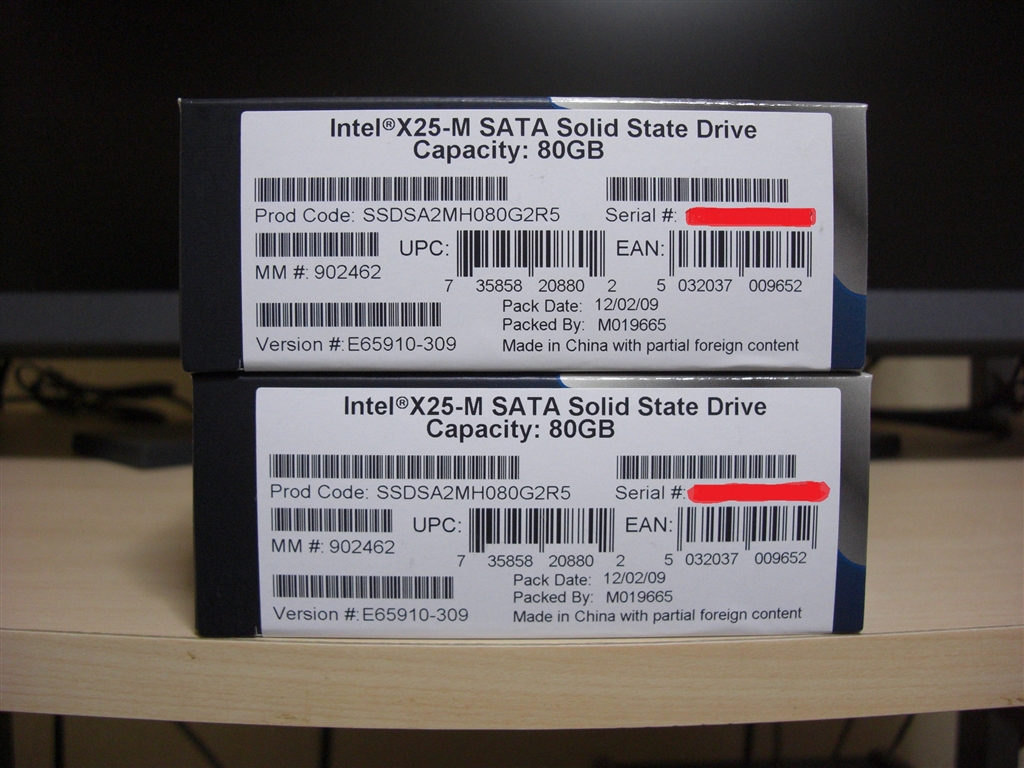 Intel®X25-M SATA Solid State Drive
Capacity: 80GB
Prod Code: SSDSA2MH080G2R5 Serial #:
MM #: 902462 UPC: 7 35858 20880 2 EAN: 5 032037 009652
Pack Date: 12/02/09
Packed By: M019665
Version #:E65910-309 Made in China with partial foreign content
Intel®X25-M SATA Solid State Drive
Capacity: 80GB
Prod Code: SSDSA2MH080G2R5 Serial #:
MM #: 902462 UPC: 7 35858 20880 2 EAN: 5 032037 009652
Pack Date: 12/02/09
Packed By: M019665
Version #:E65910-309 Made in China with partial foreign content